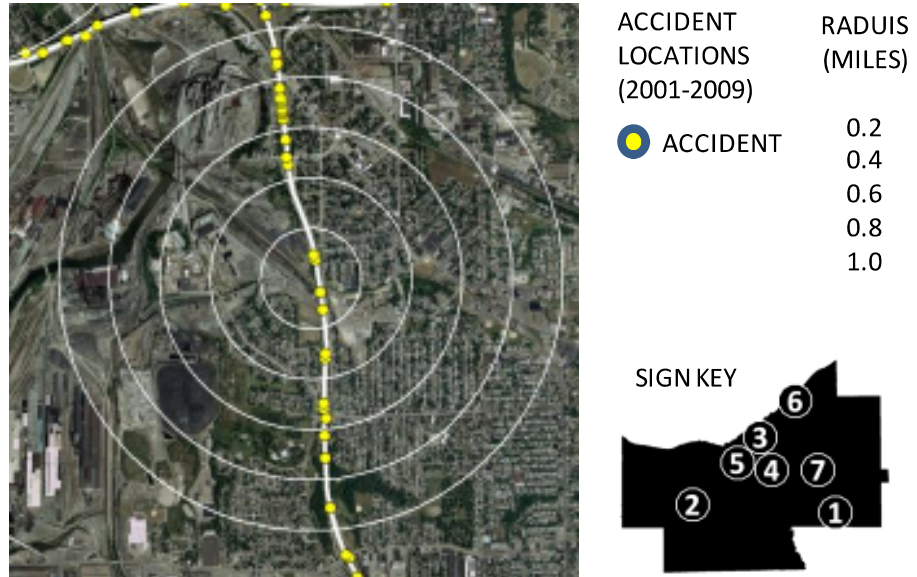 ACCIDENT
LOCATIONS
(2001-2009)
ACCIDENT
RADUIS
(MILES)
0.2
0.4
0.6
0.8
1.0
SIGN KEY
6
3
5
4
7
2
1